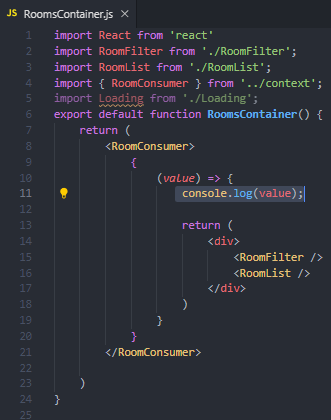 JS RoomsContainer.js ×
1 import React from 'react'
2 import RoomFilter from './RoomFilter';
3 import RoomList from './RoomList';
4 import { RoomConsumer } from '../context';
5 import Loading from './Loading';
6 export default function RoomsContainer() {
7     return (
8         <RoomConsumer>
9             {
10                 (value) => {
11                     console.log(value);
12
13                     return (
14                         <div>
15                             <RoomFilter />
16                             <RoomList />
17                         </div>
18                     )
19                 }
20             }
21         </RoomConsumer>
22
23     )
24 }
25